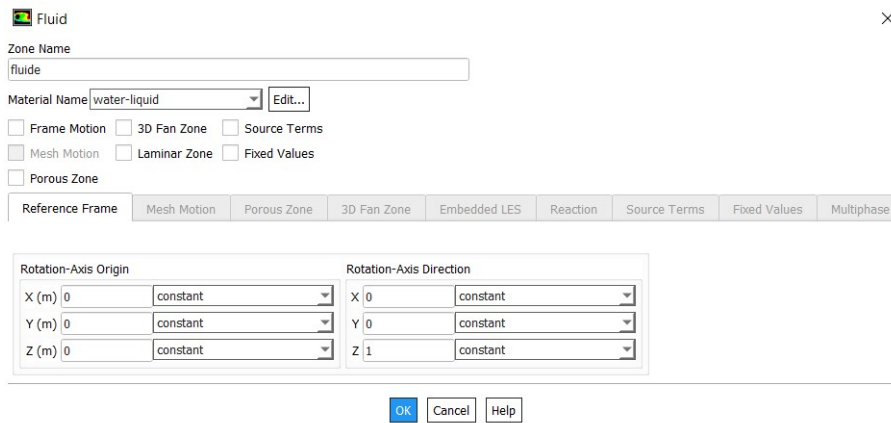 Fluid
Zone Name
fluide
Material Name water-liquid Edit...
Frame Motion 3D Fan Zone Source Terms
Mesh Motion Laminar Zone Fixed Values
Porous Zone
Reference Frame Mesh Motion Porous Zone 3D Fan Zone Embedded LES Reaction Source Terms Fixed Values Multiphase
Rotation-Axis Origin Rotation-Axis Direction
X (m) 0 constant X 0 constant
Y (m) 0 constant Y 0 constant
Z (m) 0 constant Z 1 constant
OK Cancel Help